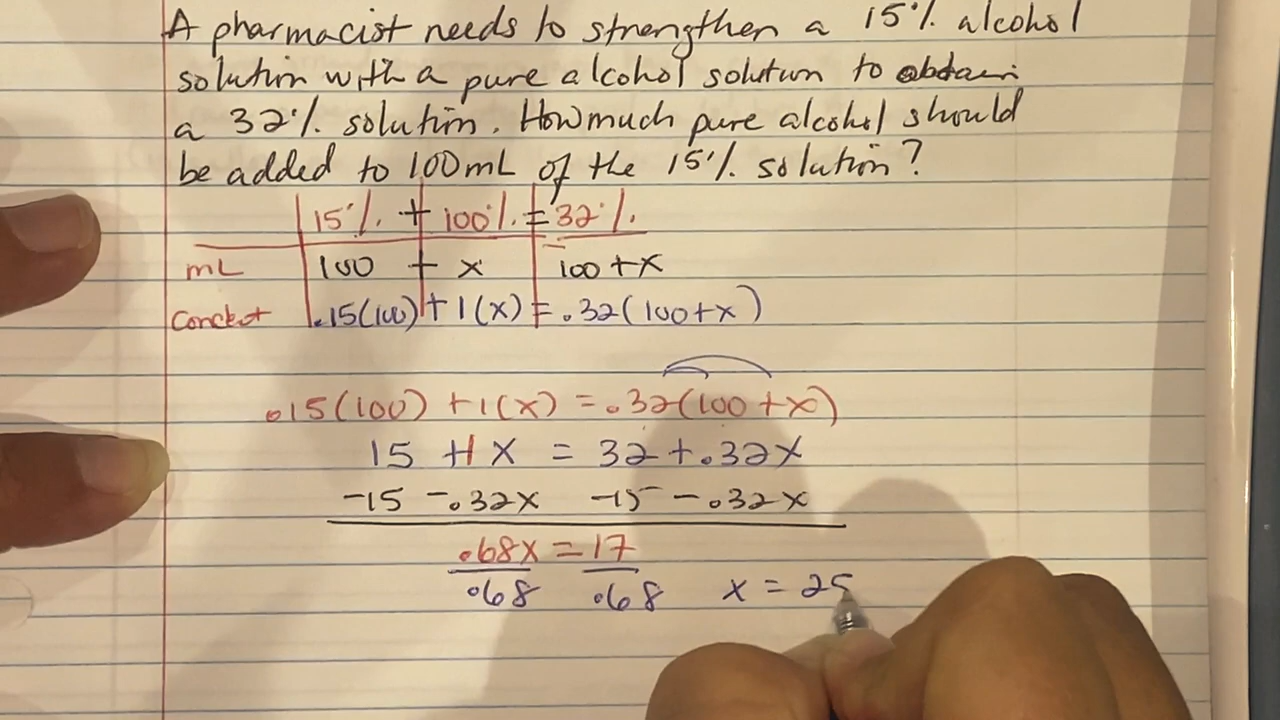 A pharmacist needs to strengthen a 15% alcohol
solution with a pure alcohol solution to obtain
a 32% solution. How much pure alcohol should
be added to 100mL of the 15% solution?
15% + 100% = 32%
mL 100 + x 100 + x
.15(100) + 1(x) = .32(100+x)
.15(100) + 1(x) = .32(100 + x)
15 + 1x = 32 + .32x
-15 - .32x -15 - .32x
.68x = 17
.68 .68 x = 25